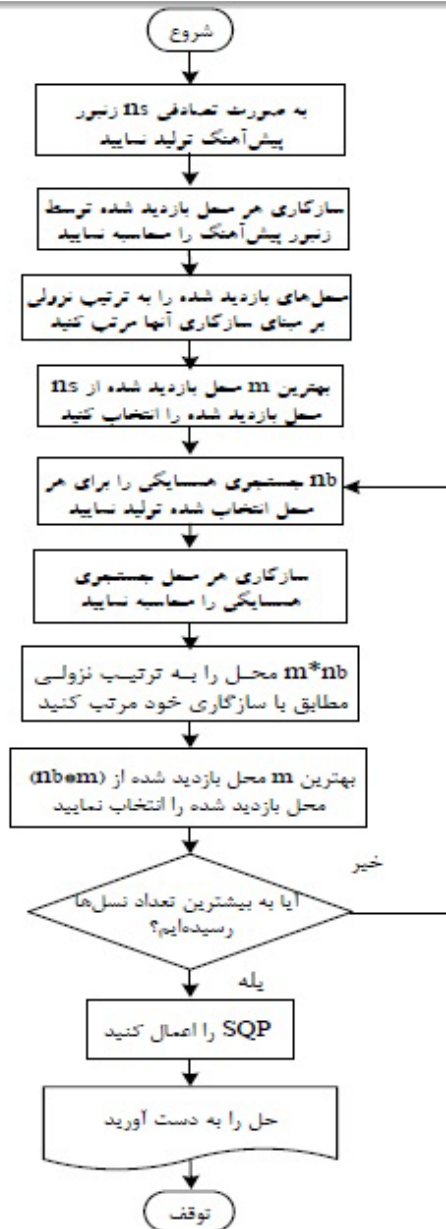 شروع
به صورت تصادفی ns زنبور
پیش‌آهنگ تولید نمایید
سازگاری هر محل بازدید شده توسط
زنبور پیش‌آهنگ را محاسبه نمایید
محل‌های بازدید شده را به ترتیب نزولی
بر مبنای سازگاری آنها مرتب کنید
بهترین m محل بازدید شده از ns
محل بازدید شده را انتخاب کنید
nb جستجوی همسایگی را برای هر
محل انتخاب شده تولید نمایید
سازگاری هر محل جستجوی
همسایگی را محاسبه نمایید
m*nb محل را به ترتیب نزولی
مطابق با سازگاری خود مرتب کنید
بهترین m محل بازدید شده از (nb*m)
محل بازدید شده را انتخاب نمایید
خیر
آیا به بیشترین تعداد نسل‌ها
رسیده‌ایم؟
بله
SQP را اعمال کنید
حل را به دست آورید
توقف